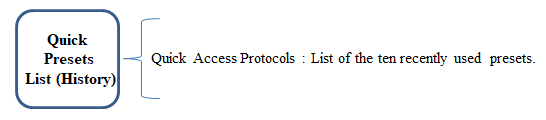 Quick
Presets
List (History)
Quick Access Protocols : List of the ten recently used presets.